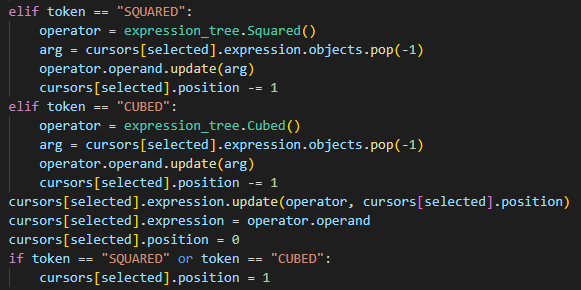 elif token == "SQUARED":
    operator = expression_tree.Squared()
    arg = cursors[selected].expression.objects.pop(-1)
    operator.operand.update(arg)
    cursors[selected].position -= 1
elif token == "CUBED":
    operator = expression_tree.Cubed()
    arg = cursors[selected].expression.objects.pop(-1)
    operator.operand.update(arg)
    cursors[selected].position -= 1
cursors[selected].expression.update(operator, cursors[selected].position)
cursors[selected].expression = operator.operand
cursors[selected].position = 0
if token == "SQUARED" or token == "CUBED":
    cursors[selected].position = 1